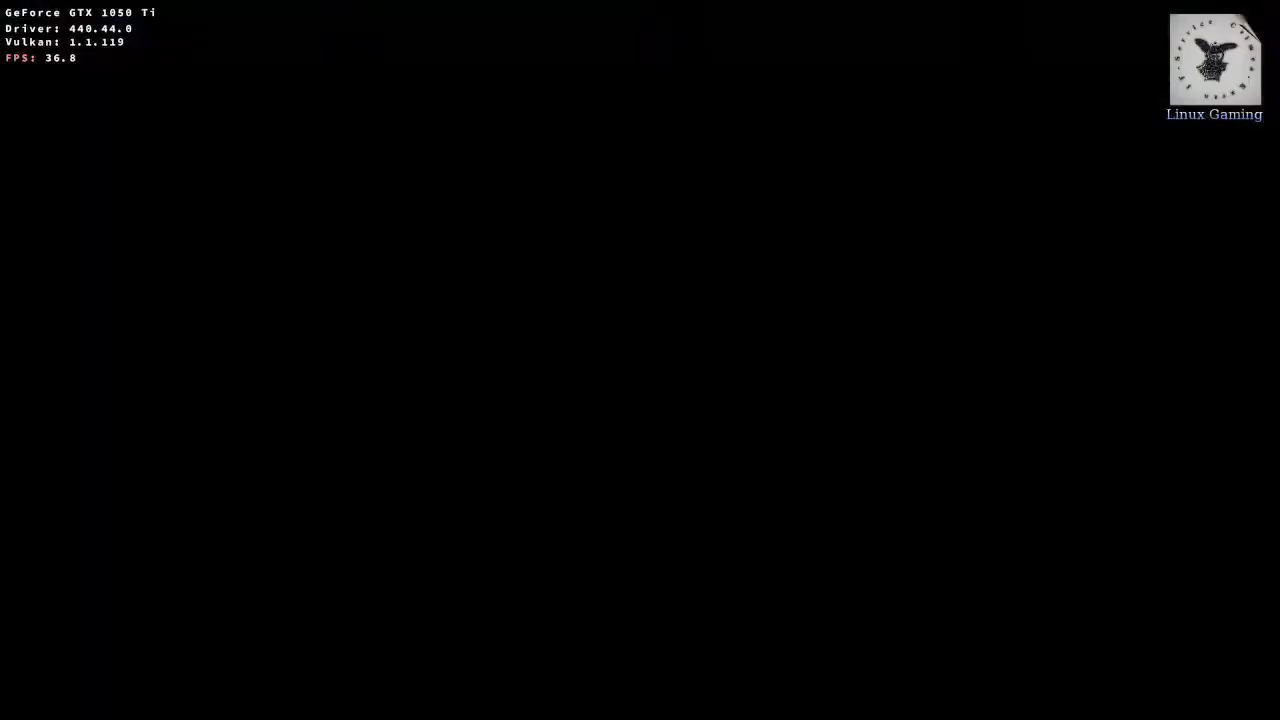 GeForce GTX 1050 Ti
Driver: 440.44.0
Vulkan: 1.1.119
FPS: 36.8
Linux Gaming